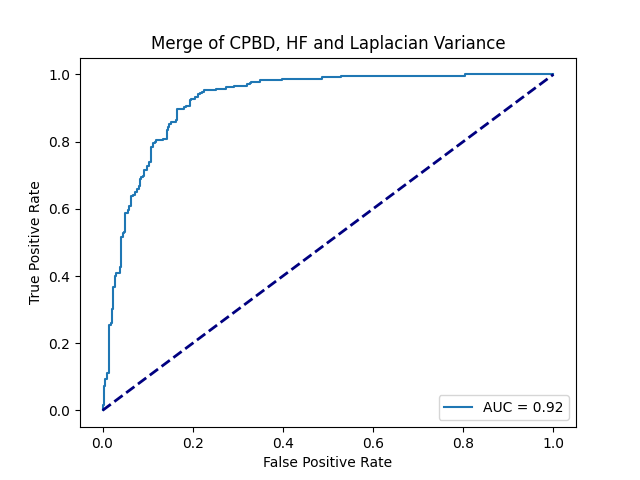 Merge of CPBD, HF and Laplacian Variance
True Positive Rate
1.0
0.8
0.6
0.4
0.2
0.0
AUC = 0.92
0.0 0.2 0.4 0.6 0.8 1.0
False Positive Rate